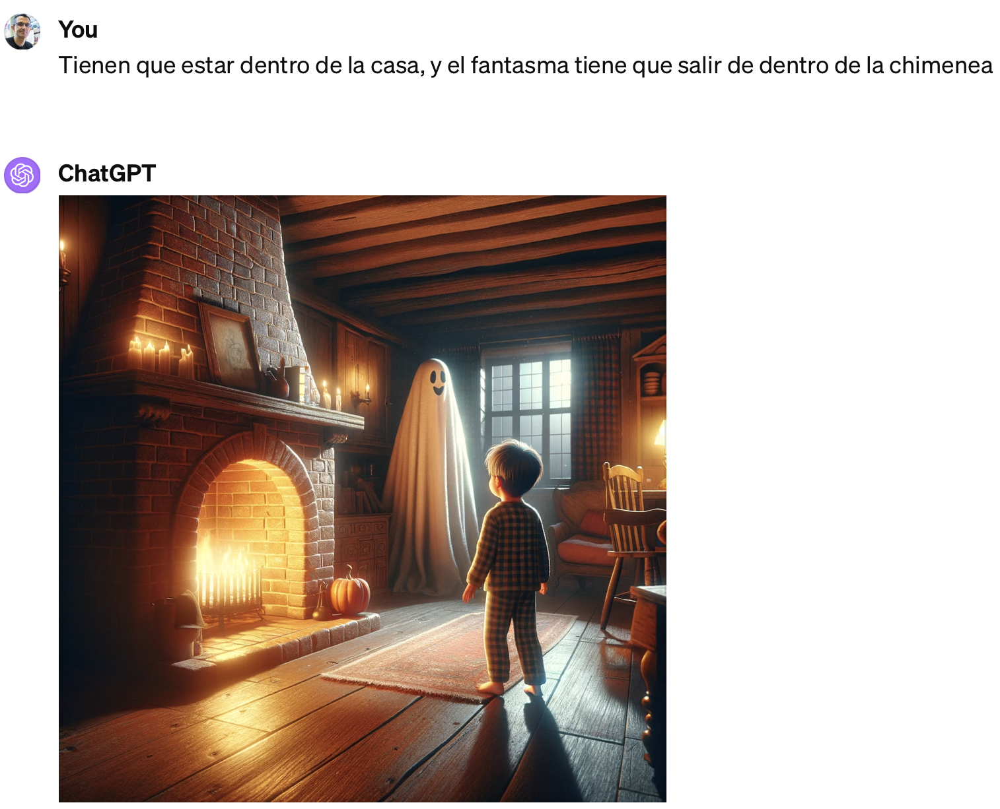 You
Tienen que estar dentro de la casa, y el fantasma tiene que salir de dentro de la chimenea
ChatGPT